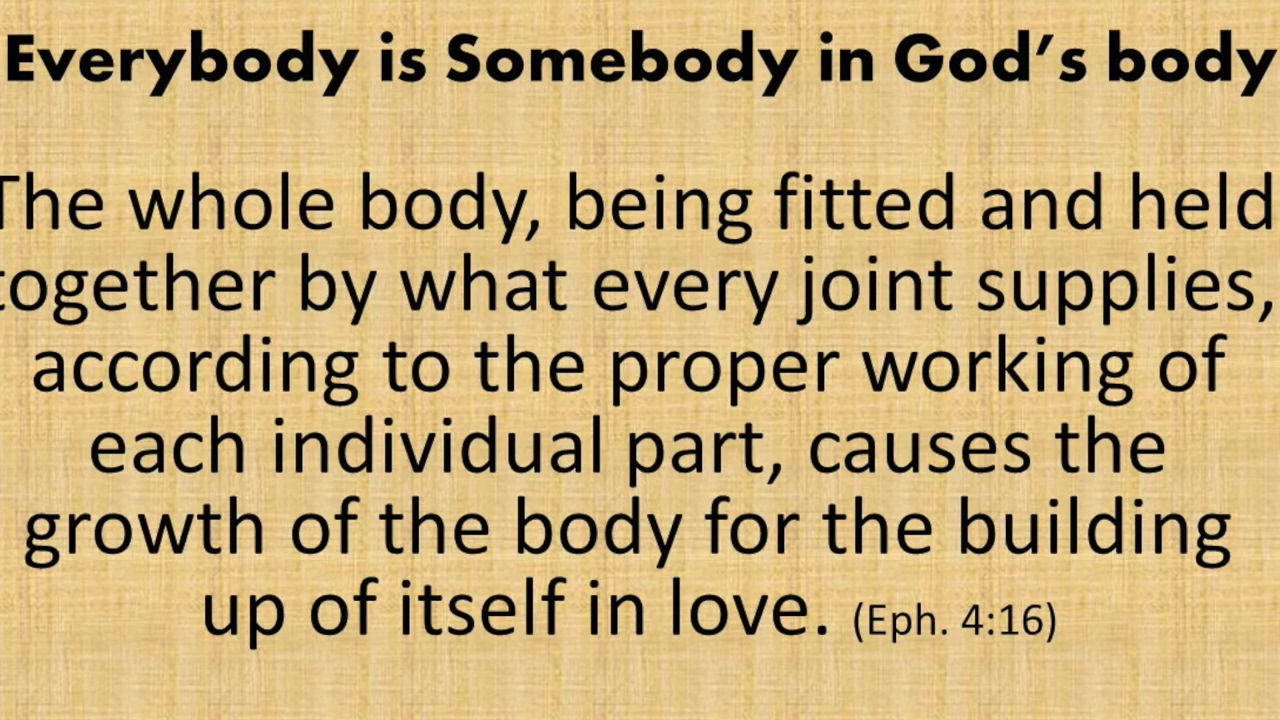 Everybody is Somebody in God’s body
The whole body, being fitted and held
together by what every joint supplies,
according to the proper working of
each individual part, causes the
growth of the body for the building
up of itself in love. (Eph. 4:16)